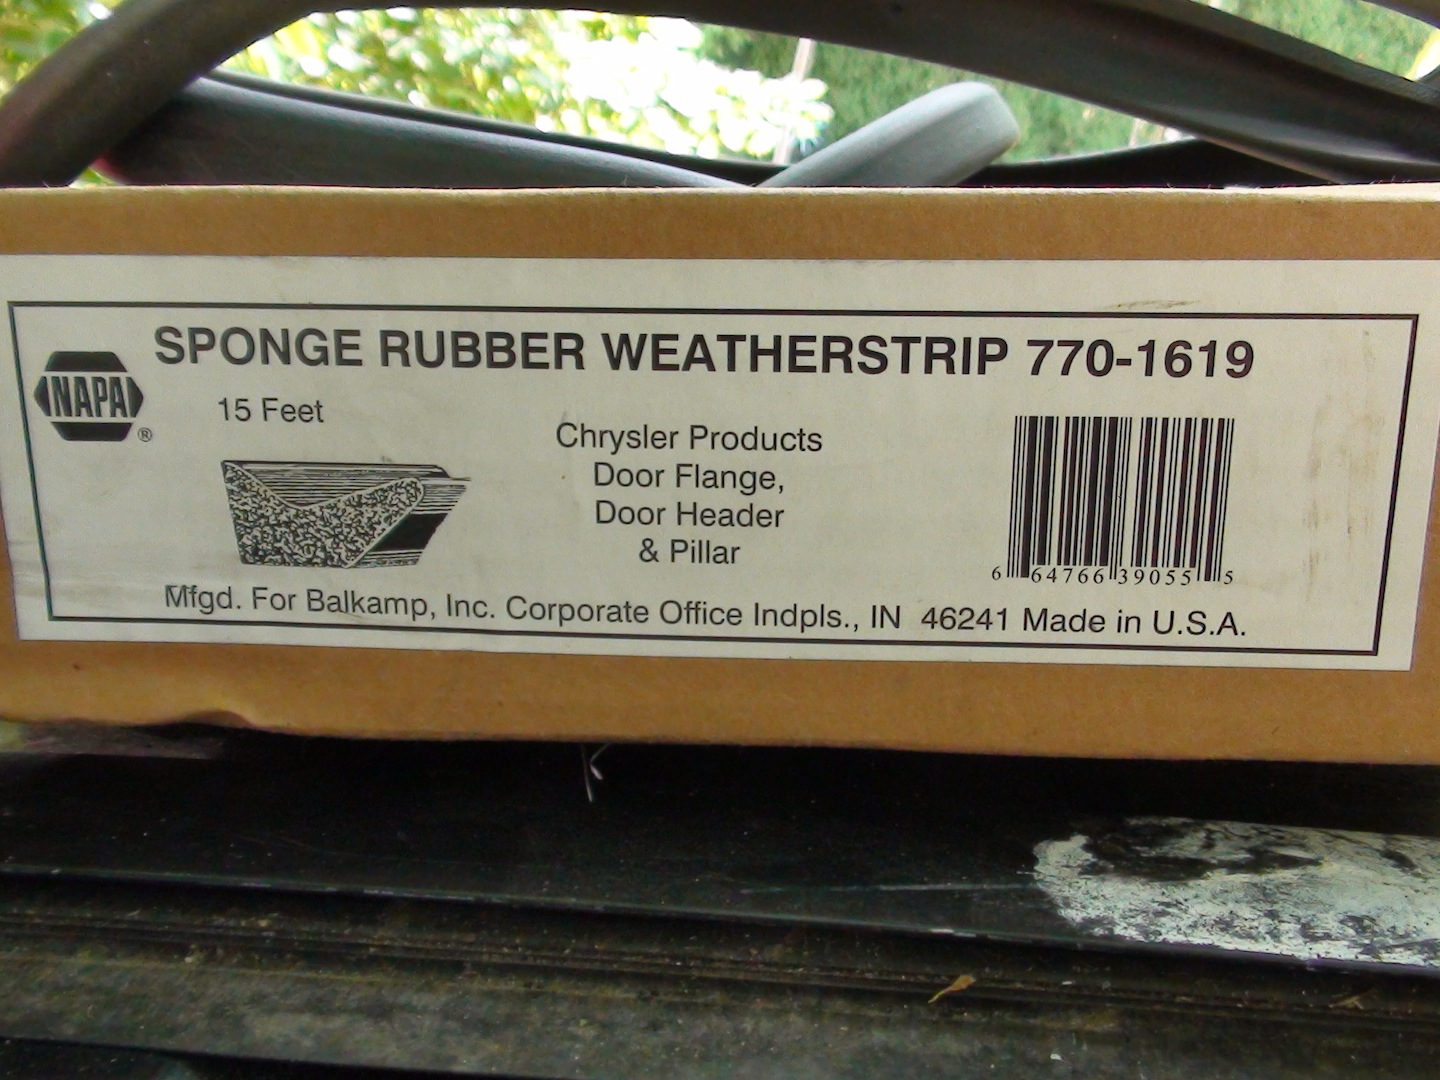 SPONGE RUBBER WEATHERSTRIP 770-1619
NAPA
®
15 Feet
Chrysler Products
Door Flange,
Door Header
& Pillar
6 64766 39055 5
Mfgd. For Balkamp, Inc. Corporate Office Indpls., IN 46241 Made in U.S.A.